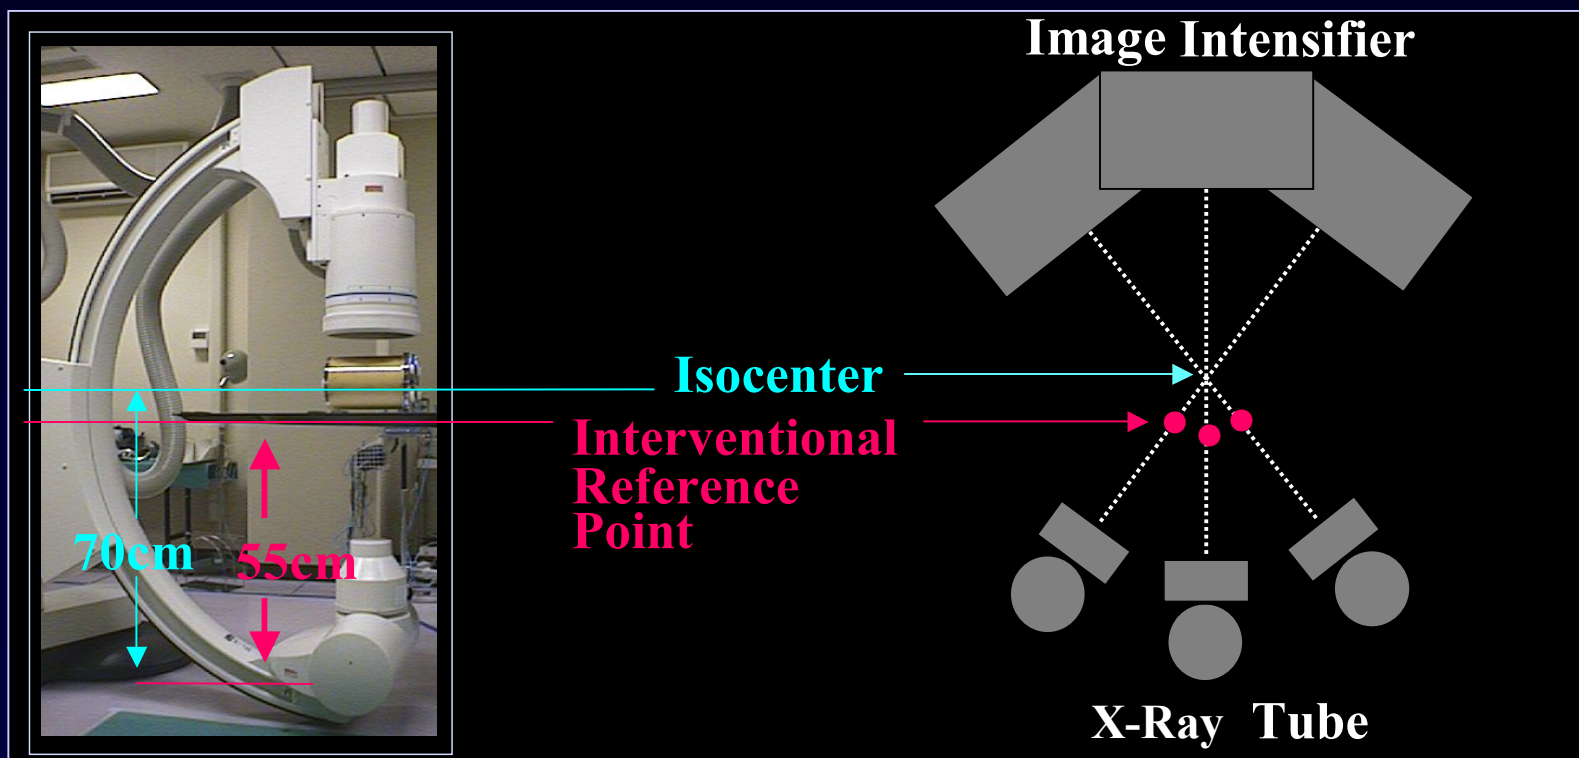 Image Intensifier
Isocenter
Interventional
Reference
Point
70cm
55cm
X-Ray Tube